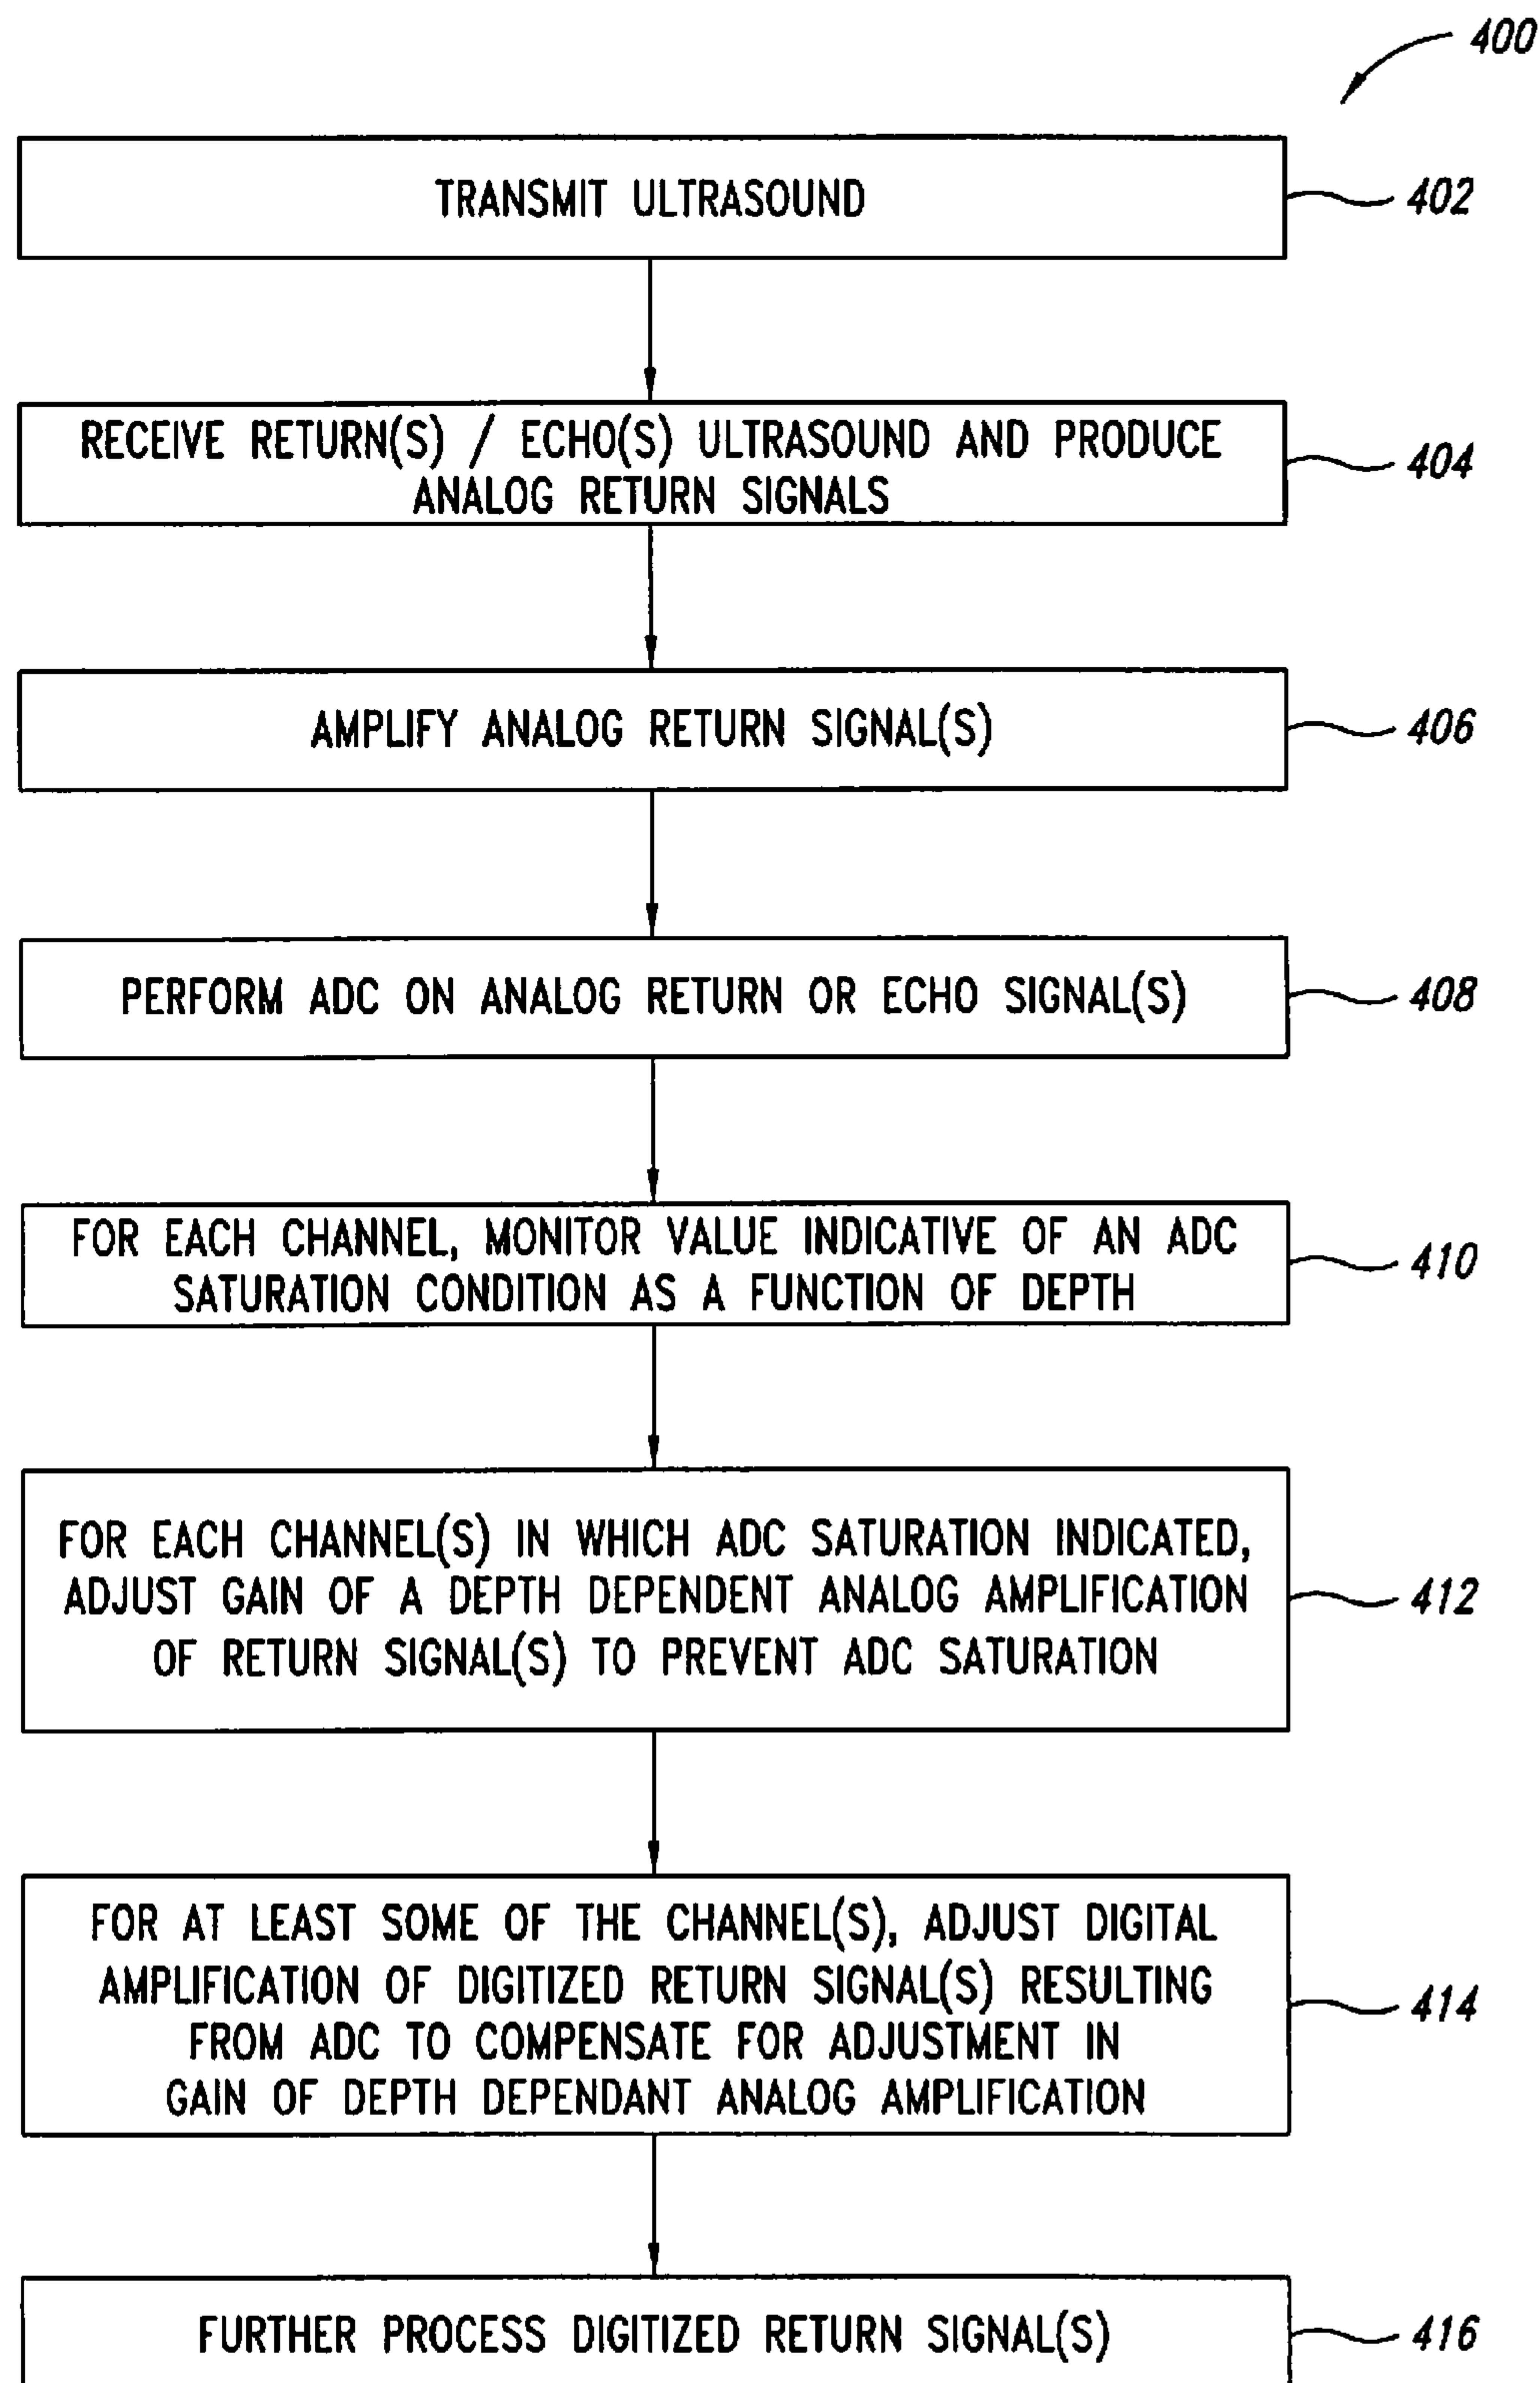 400
TRANSMIT ULTRASOUND
402
RECEIVE RETURN(S) / ECHO(S) ULTRASOUND AND PRODUCE
ANALOG RETURN SIGNALS
404
AMPLIFY ANALOG RETURN SIGNAL(S)
406
PERFORM ADC ON ANALOG RETURN OR ECHO SIGNAL(S)
408
FOR EACH CHANNEL, MONITOR VALUE INDICATIVE OF AN ADC
SATURATION CONDITION AS A FUNCTION OF DEPTH
410
FOR EACH CHANNEL(S) IN WHICH ADC SATURATION INDICATED,
ADJUST GAIN OF A DEPTH DEPENDENT ANALOG AMPLIFICATION
OF RETURN SIGNAL(S) TO PREVENT ADC SATURATION
412
FOR AT LEAST SOME OF THE CHANNEL(S), ADJUST DIGITAL
AMPLIFICATION OF DIGITIZED RETURN SIGNAL(S) RESULTING
FROM ADC TO COMPENSATE FOR ADJUSTMENT IN
GAIN OF DEPTH DEPENDANT ANALOG AMPLIFICATION
414
FURTHER PROCESS DIGITIZED RETURN SIGNAL(S)
416